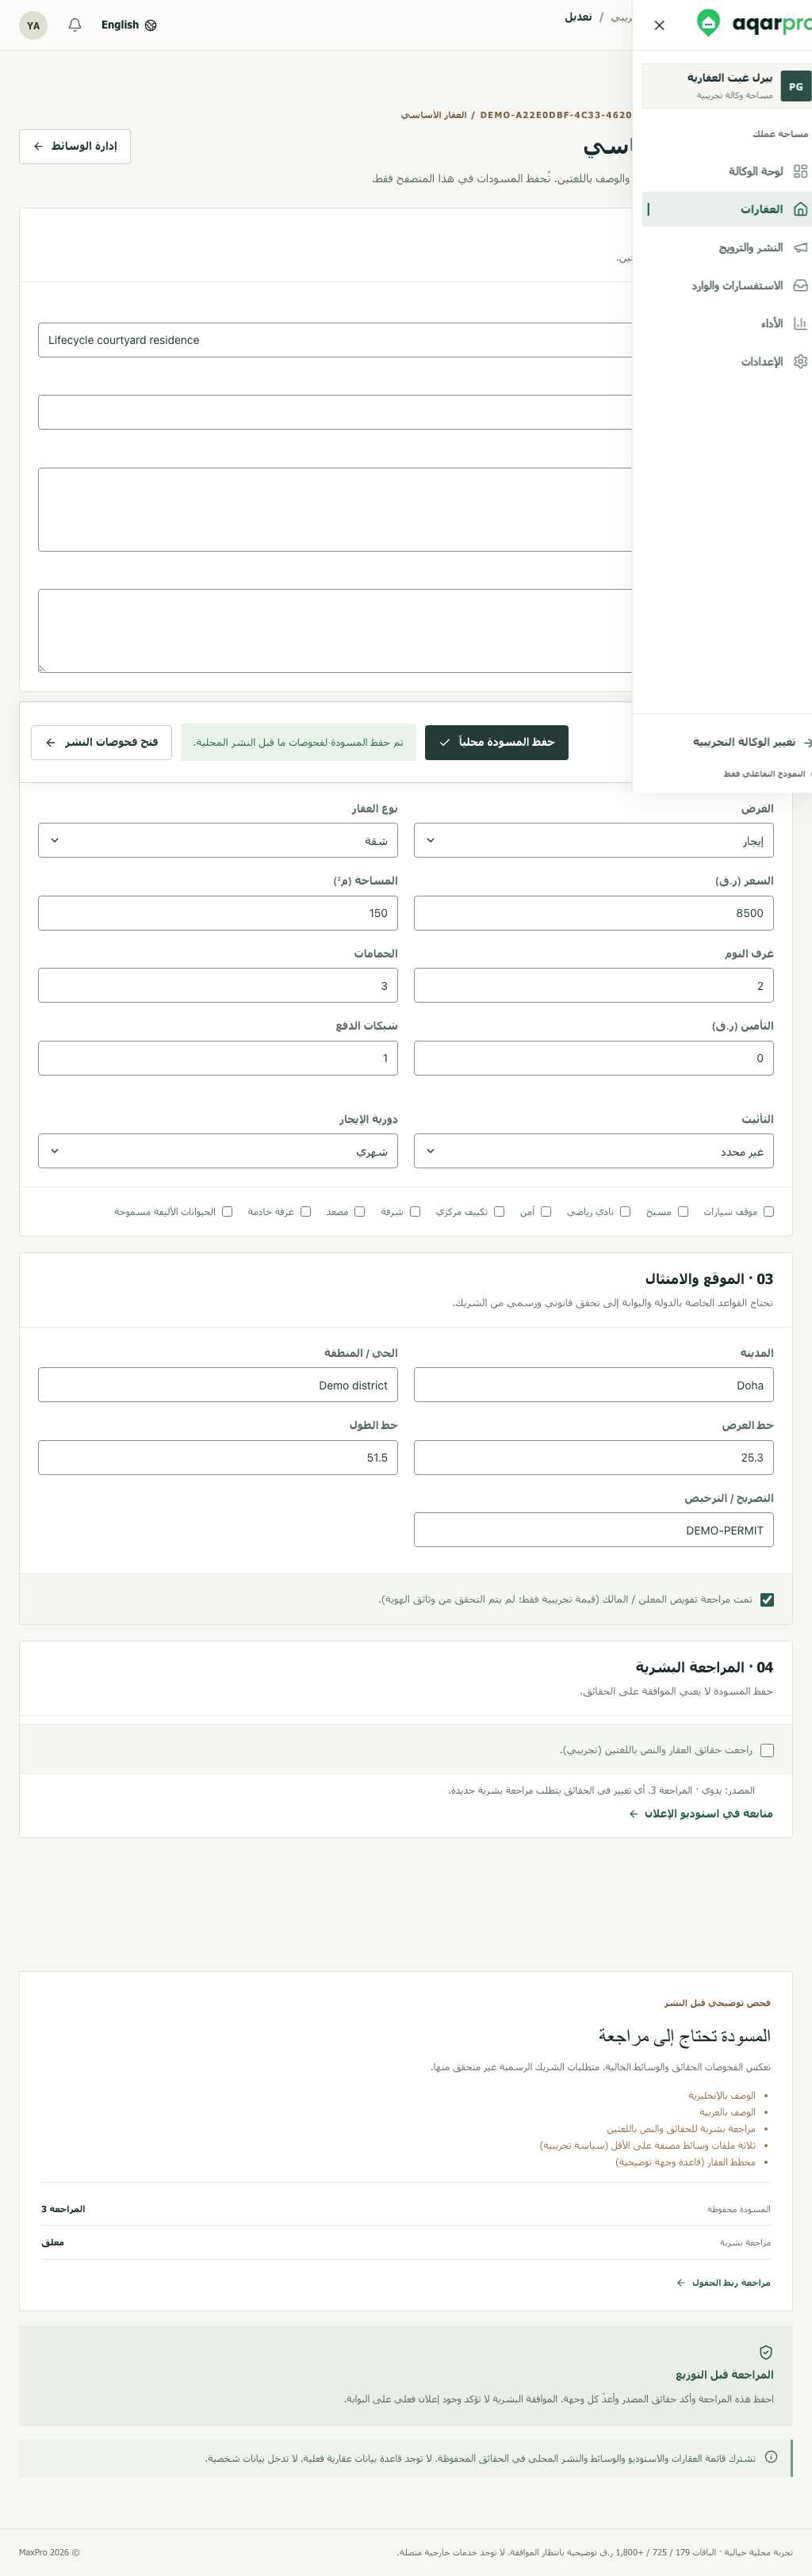 aqarpro
تعديل
/
English
YA
PG
بيرل غيت العقارية
مساحة وكالة تجريبية
مساحة عملك
لوحة الوكالة
العقارات
النشر والترويج
الاستفسارات والوارد
الأداء
الإعدادات
تغيير الوكالة التجريبية
النموذج التفاعلي فقط
DEMO-A22E0DBF-4C33-4620 / العقار الأساسي
إدارة الوسائط
والوصف باللغتين. تُحفظ المسودات في هذا المتصفح فقط.
Lifecycle courtyard residence
حفظ المسودة محلياً
تم حفظ المسودة لفحوصات ما قبل النشر المحلية.
فتح فحوصات النشر
الغرض
نوع العقار
إيجار
شقة
السعر (ر.ق)
المساحة (م²)
8500
150
غرف النوم
الحمامات
2
3
التأمين (ر.ق)
شيكات الدفع
0
1
التأثيث
دورية الإيجار
غير محدد
شهري
موقف سيارات
مسبح
نادي رياضي
أمن
تكييف مركزي
شرفة
مصعد
غرفة خادمة
الحيوانات الأليفة مسموحة
03 · الموقع والامتثال
تحتاج القواعد الخاصة بالدولة والبوابة إلى تحقق قانوني ورسمي من الشريك.
المدينة
الحي / المنطقة
Doha
Demo district
خط العرض
خط الطول
25.3
51.5
التصريح / الترخيص
DEMO-PERMIT
تمت مراجعة تفويض المعلن / المالك (قيمة تجريبية فقط؛ لم يتم التحقق من وثائق الهوية).
04 · المراجعة البشرية
حفظ المسودة لا يعني الموافقة على الحقائق.
راجعت حقائق العقار والنص باللغتين (تجريبي).
المصدر: يدوي · المراجعة 3. أي تغيير في الحقائق يتطلب مراجعة بشرية جديدة.
متابعة في استوديو الإعلان
فحص توضيحي قبل النشر
المسودة تحتاج إلى مراجعة
تعكس الفحوصات الحقائق والوسائط الحالية. متطلبات الشريك الرسمية غير متحقق منها.
الوصف بالإنجليزية
الوصف بالعربية
مراجعة بشرية للحقائق والنص باللغتين
ثلاثة ملفات وسائط مصنفة على الأقل (سياسة تجريبية)
مخطط العقار (قاعدة وجهة توضيحية)
المسودة محفوظة
المراجعة 3
مراجعة بشرية
معلق
مراجعة ربط الحقول
المراجعة قبل التوزيع
احفظ هذه المراجعة وأكد حقائق المصدر وأعدّ كل وجهة. الموافقة البشرية لا تؤكد وجود إعلان فعلي على البوابة.
تشترك قائمة العقارات والاستوديو والوسائط والنشر المحلي في الحقائق المحفوظة. لا توجد قاعدة بيانات عقارية فعلية. لا تدخل بيانات شخصية.
تجربة محلية خيالية · الباقات 179 / 725 / +1,800 ر.ق توضيحية بانتظار الموافقة. لا توجد خدمات خارجية متصلة.
© 2026 MaxPro